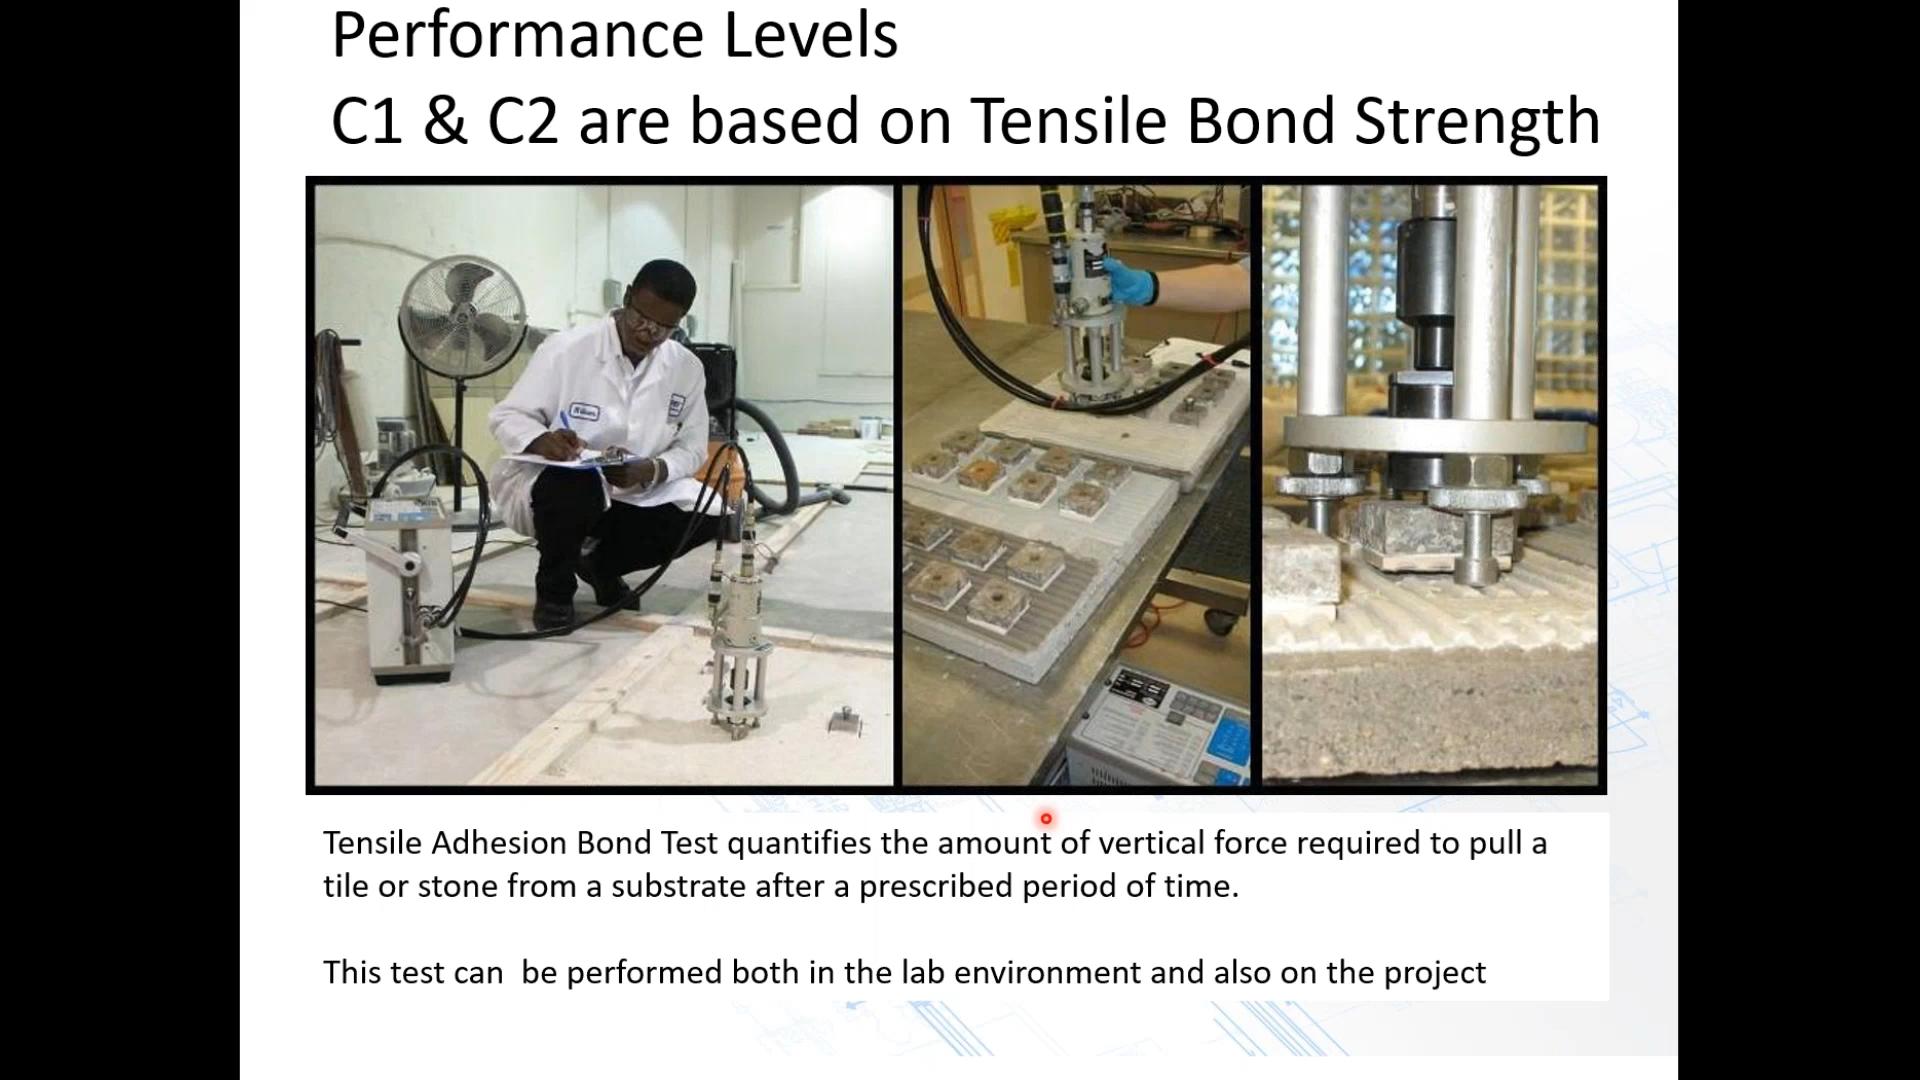 Performance Levels
C1 & C2 are based on Tensile Bond Strength
Tensile Adhesion Bond Test quantifies the amount of vertical force required to pull a
tile or stone from a substrate after a prescribed period of time.
This test can  be performed both in the lab environment and also on the project